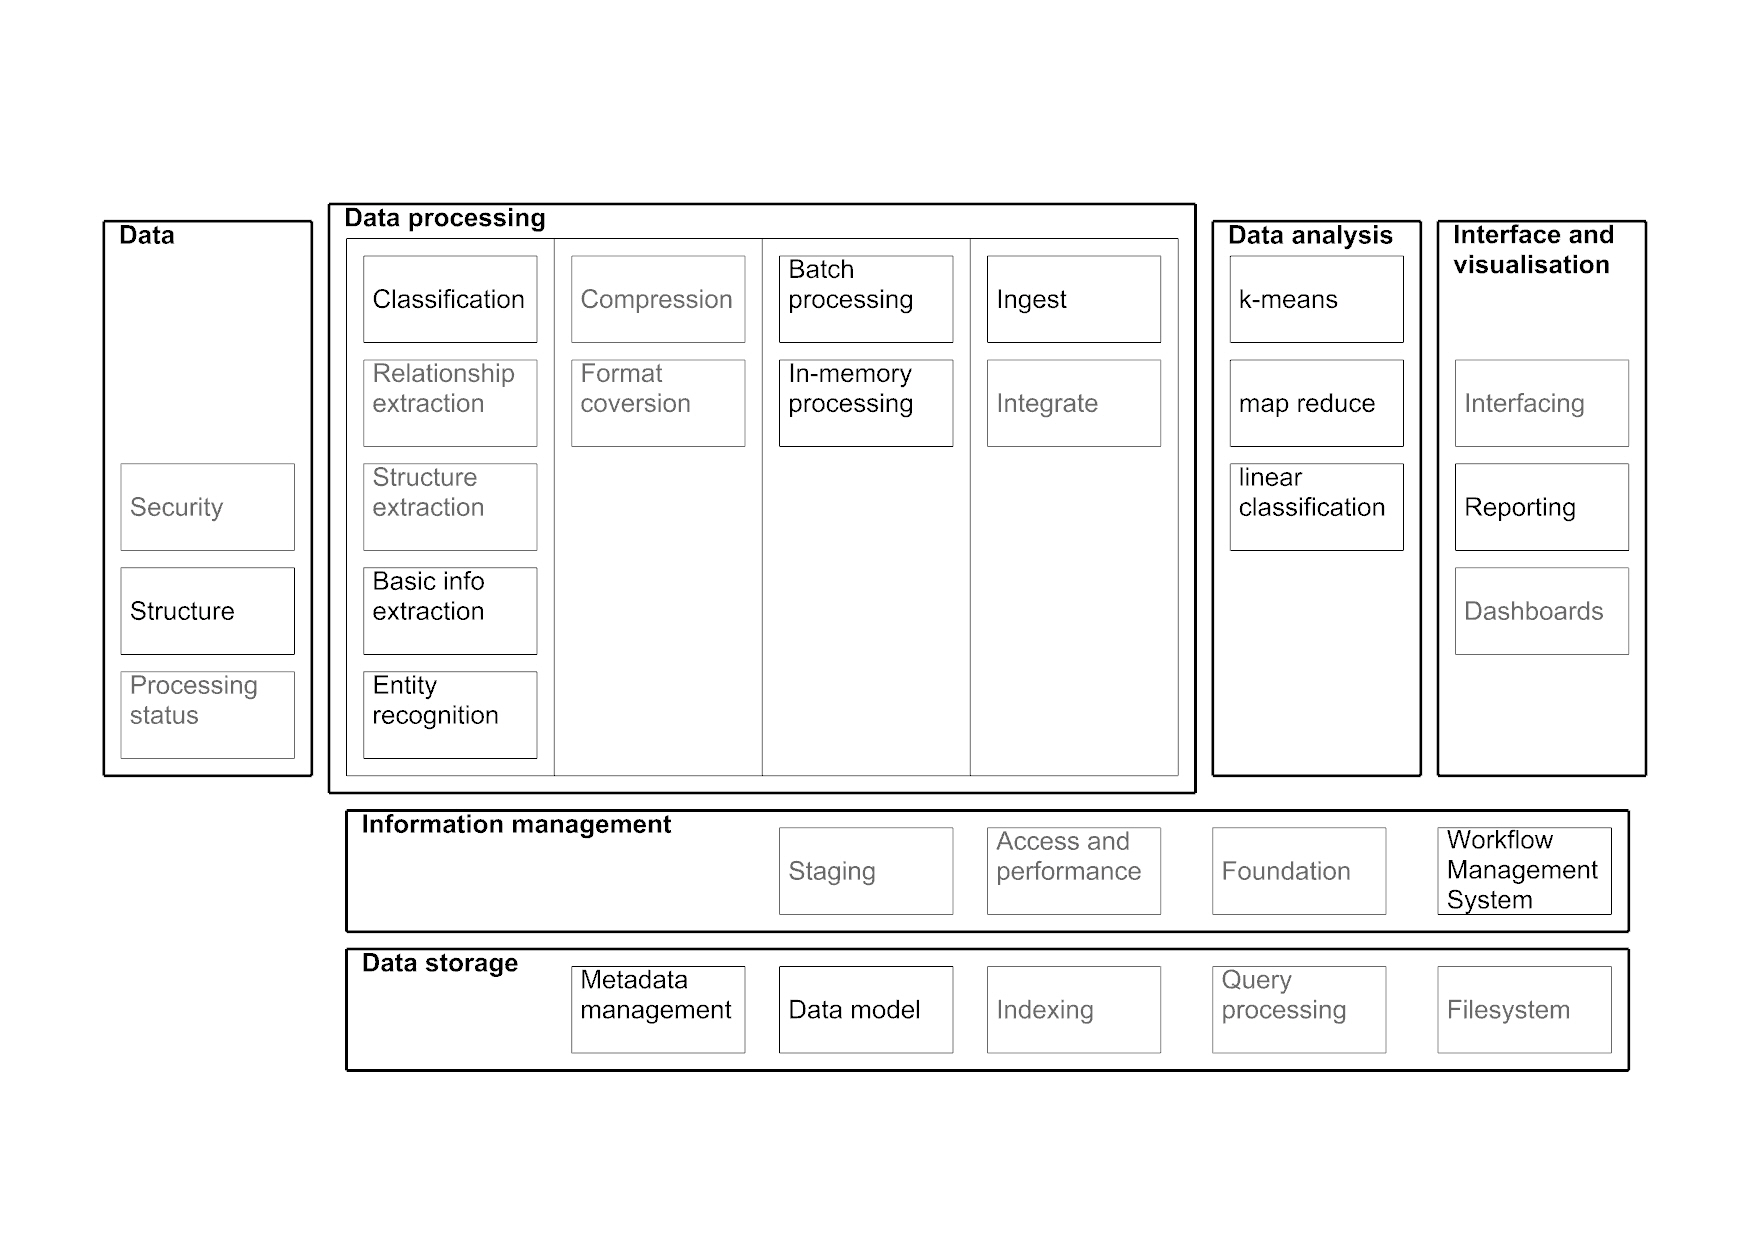 Data
Security
Structure
Processing
status
Data processing
Classification
Relationship
extraction
Structure
extraction
Basic info
extraction
Entity
recognition
Compression
Format
coversion
Batch
processing
In-memory
processing
Ingest
Integrate
Data analysis
k-means
map reduce
linear
classification
Interface and
visualisation
Interfacing
Reporting
Dashboards
Information management
Staging
Access and
performance
Foundation
Workflow
Management
System
Data storage
Metadata
management
Data model
Indexing
Query
processing
Filesystem